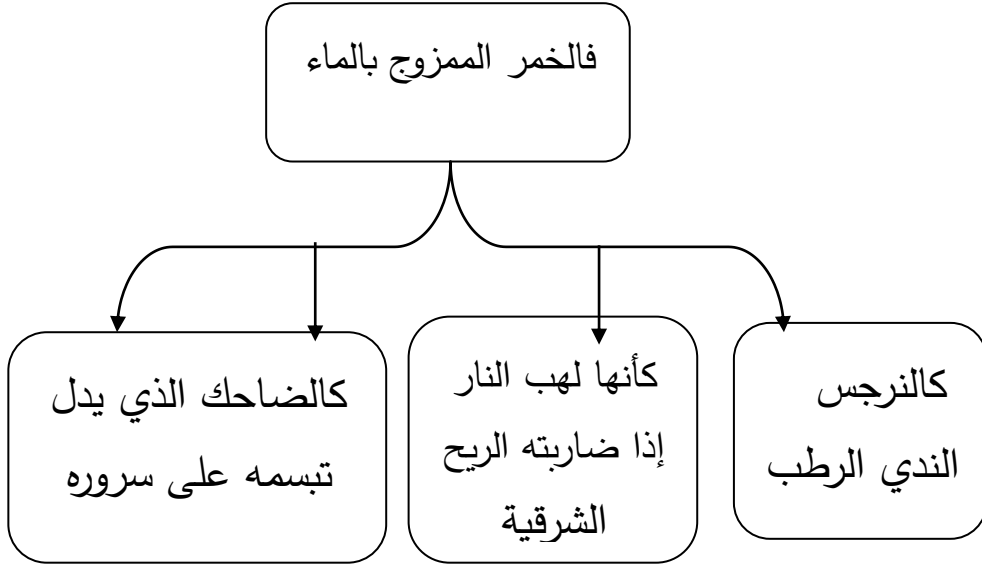 فالخمر الممزوج بالماء
كالنرجس
الندي الرطب
كأنها لهب النار
إذا ضاربته الريح
الشرقية
كالضاحك الذي يدل
تبسمه على سروره